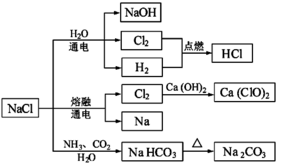 NaOH
H₂O
通电
Cl₂
点燃
HCl
H₂
NaCl
熔融
通电
Cl₂
Ca(OH)₂
Ca(ClO)₂
Na
NH₃、CO₂
H₂O
NaHCO₃
△
Na₂CO₃